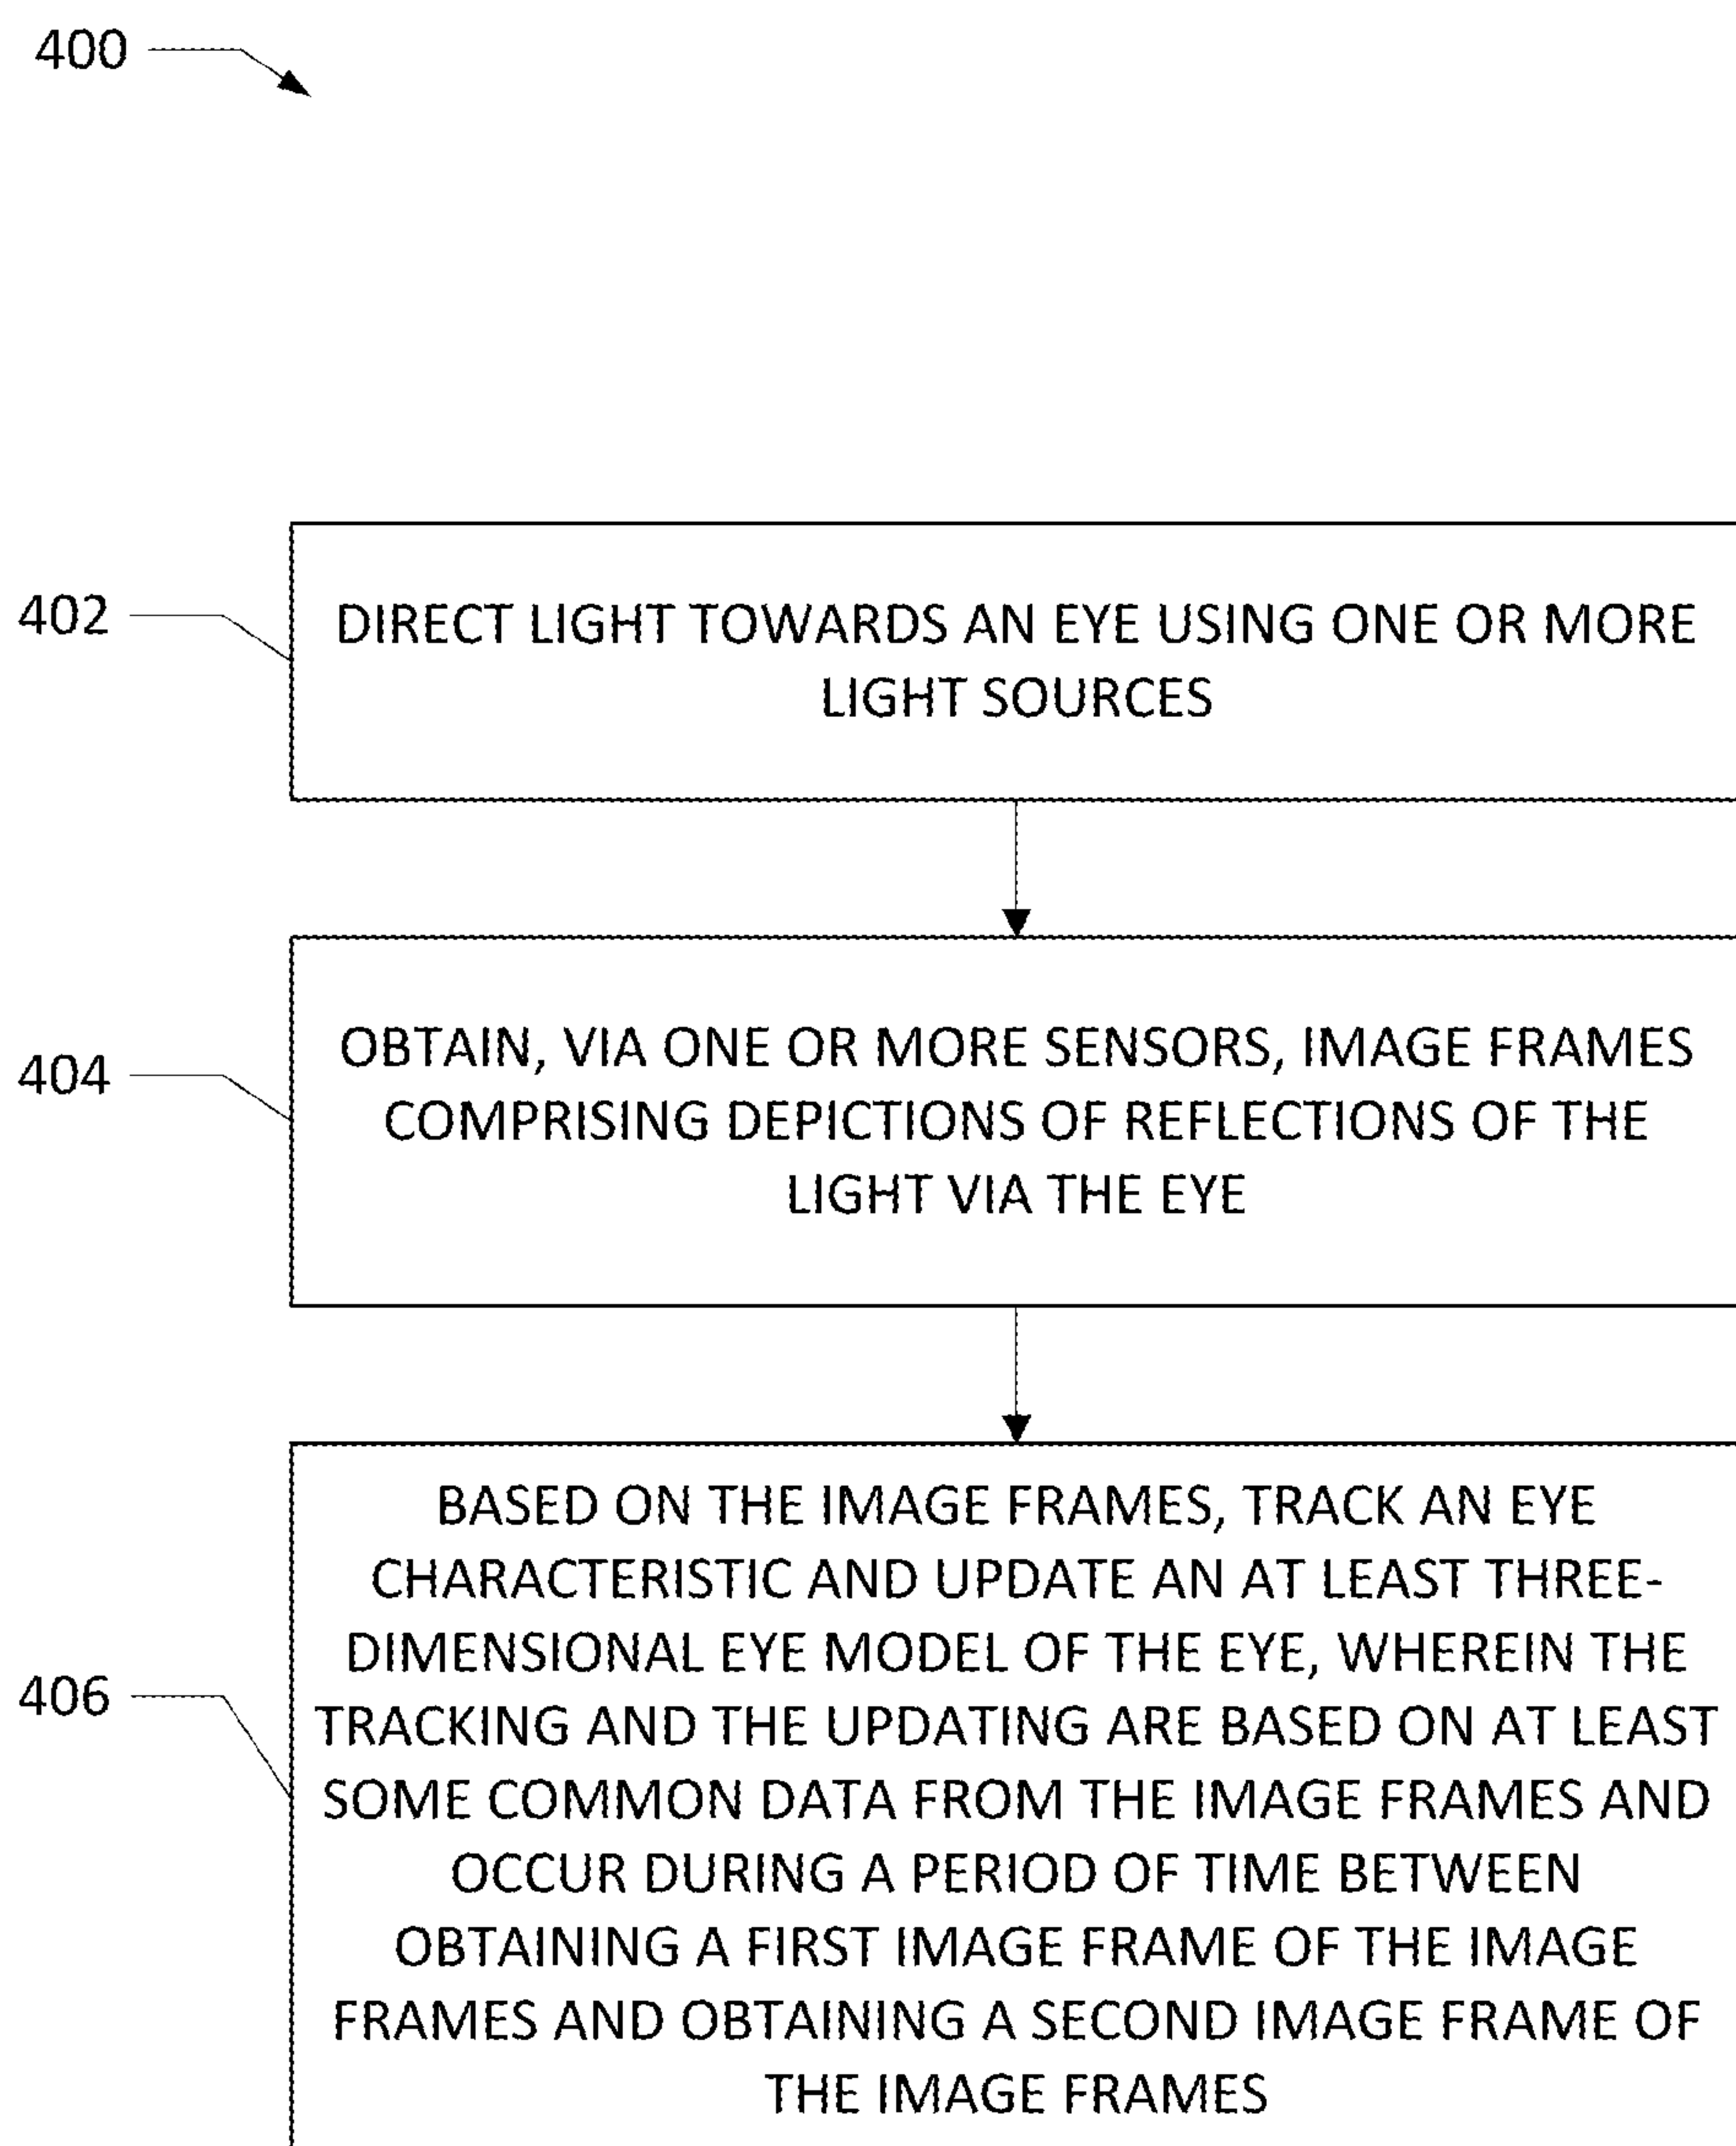 400
402
DIRECT LIGHT TOWARDS AN EYE USING ONE OR MORE
LIGHT SOURCES
404
OBTAIN, VIA ONE OR MORE SENSORS, IMAGE FRAMES
COMPRISING DEPICTIONS OF REFLECTIONS OF THE
LIGHT VIA THE EYE
406
BASED ON THE IMAGE FRAMES, TRACK AN EYE
CHARACTERISTIC AND UPDATE AN AT LEAST THREE-
DIMENSIONAL EYE MODEL OF THE EYE, WHEREIN THE
TRACKING AND THE UPDATING ARE BASED ON AT LEAST
SOME COMMON DATA FROM THE IMAGE FRAMES AND
OCCUR DURING A PERIOD OF TIME BETWEEN
OBTAINING A FIRST IMAGE FRAME OF THE IMAGE
FRAMES AND OBTAINING A SECOND IMAGE FRAME OF
THE IMAGE FRAMES